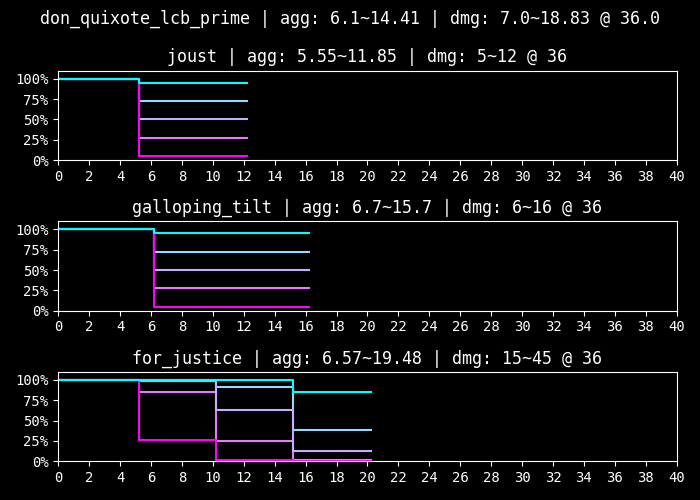 don_quixote_lcb_prime | agg: 6.1~14.41 | dmg: 7.0~18.83 @ 36.0
joust | agg: 5.55~11.85 | dmg: 5~12 @ 36
100%
75%
50%
25%
0%
0 2 4 6 8 10 12 14 16 18 20 22 24 26 28 30 32 34 36 38 40
galloping_tilt | agg: 6.7~15.7 | dmg: 6~16 @ 36
100%
75%
50%
25%
0%
0 2 4 6 8 10 12 14 16 18 20 22 24 26 28 30 32 34 36 38 40
for_justice | agg: 6.57~19.48 | dmg: 15~45 @ 36
100%
75%
50%
25%
0%
0 2 4 6 8 10 12 14 16 18 20 22 24 26 28 30 32 34 36 38 40